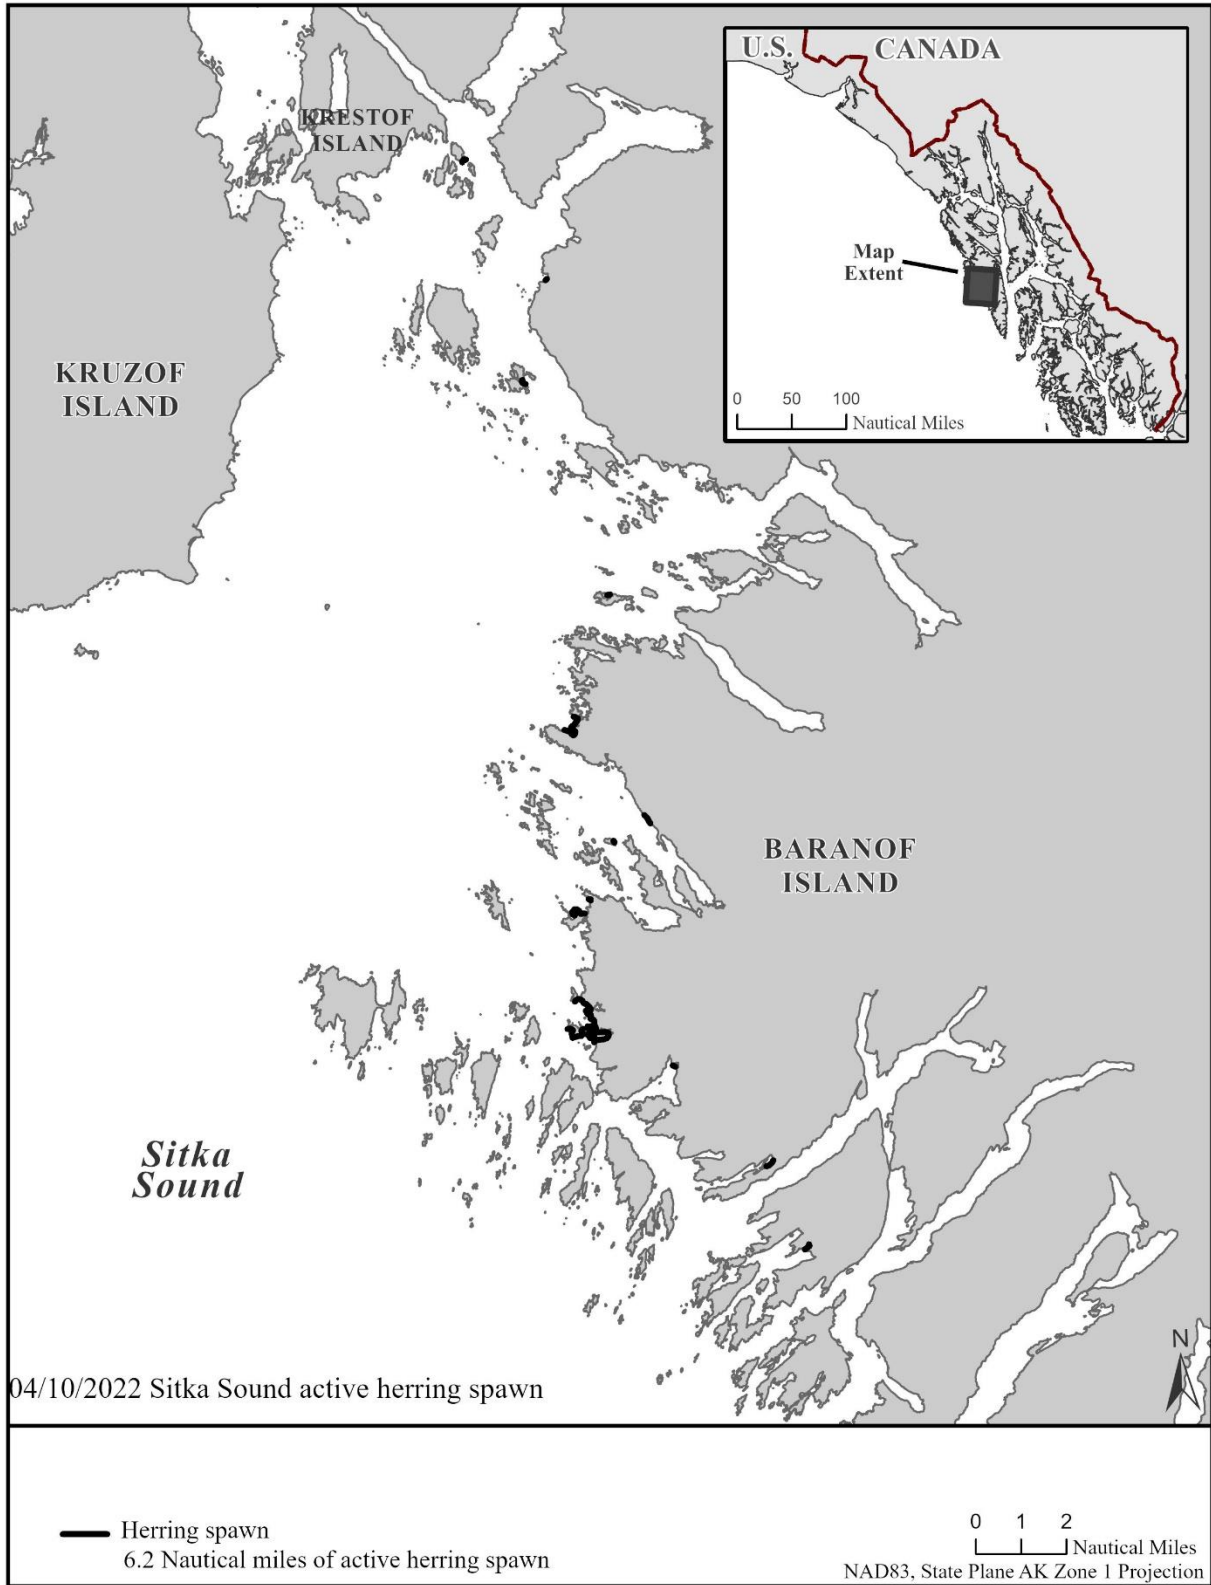 U.S.
CANADA
KRESTOF
ISLAND
Map
Extent
KRUZOF
ISLAND
0 50 100
Nautical Miles
BARANOF
ISLAND
Sitka
Sound
N
04/10/2022 Sitka Sound active herring spawn
Herring spawn
6.2 Nautical miles of active herring spawn
0 1 2
Nautical Miles
NAD83, State Plane AK Zone 1 Projection